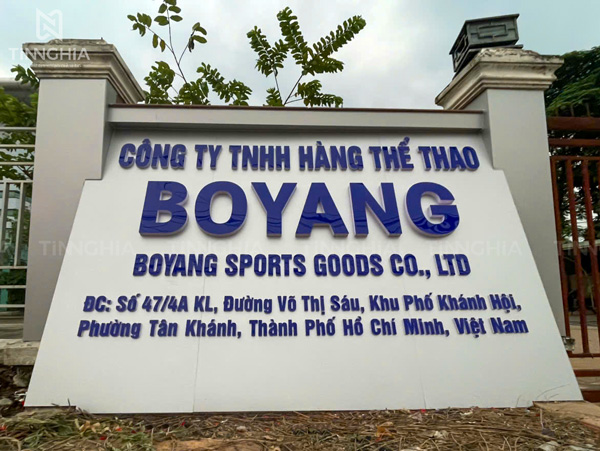 TINNGHIA
CÔNG TY TNHH HÀNG THỂ THAO
BOYANG
BOYANG SPORTS GOODS CO., LTD
ĐC: Số 47/4A KL, Đường Võ Thị Sáu, Khu Phố Khánh Hội,
Phường Tân Khánh, Thành Phố Hồ Chí Minh, Việt Nam